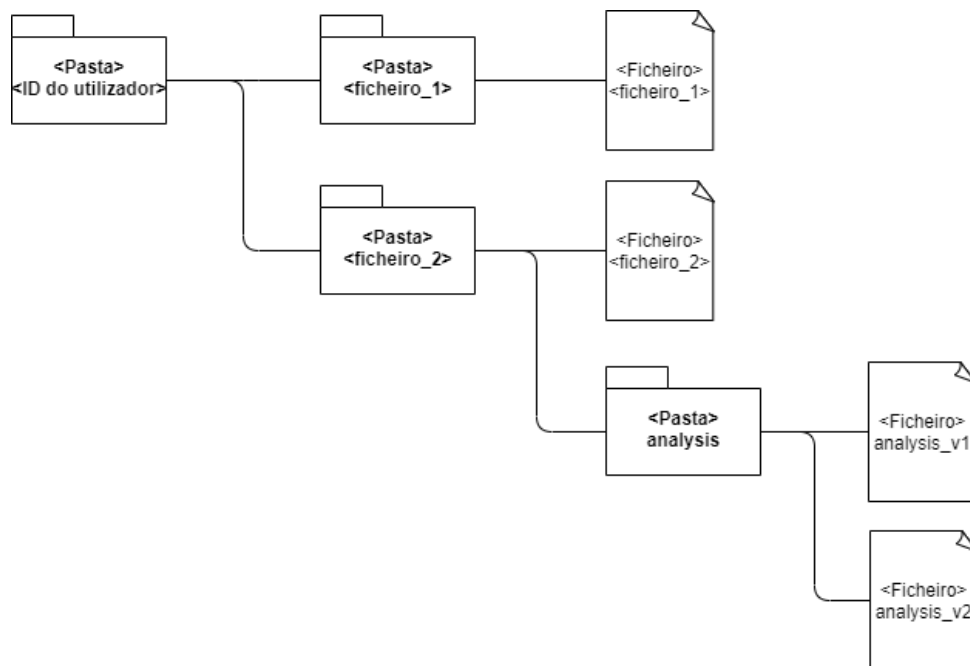 <Pasta>
<ID do utilizador>
<Pasta>
<ficheiro_1>
<Ficheiro>
<ficheiro_1>
<Pasta>
<ficheiro_2>
<Ficheiro>
<ficheiro_2>
<Pasta>
analysis
<Ficheiro>
analysis_v1
<Ficheiro>
analysis_v2